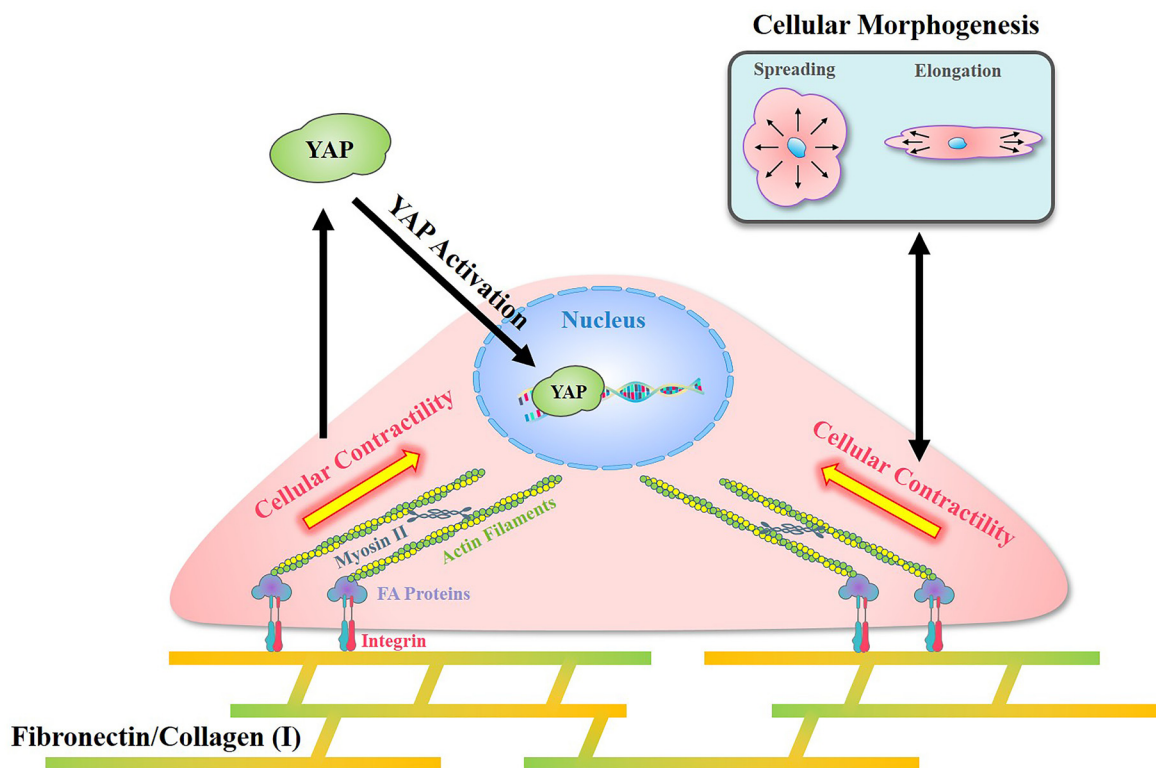 Cellular Morphogenesis
Spreading
Elongation
YAP
YAP Activation
Nucleus
YAP
Cellular Contractility
Cellular Contractility
Myosin II
Actin Filaments
FA Proteins
Integrin
Fibronectin/Collagen (I)